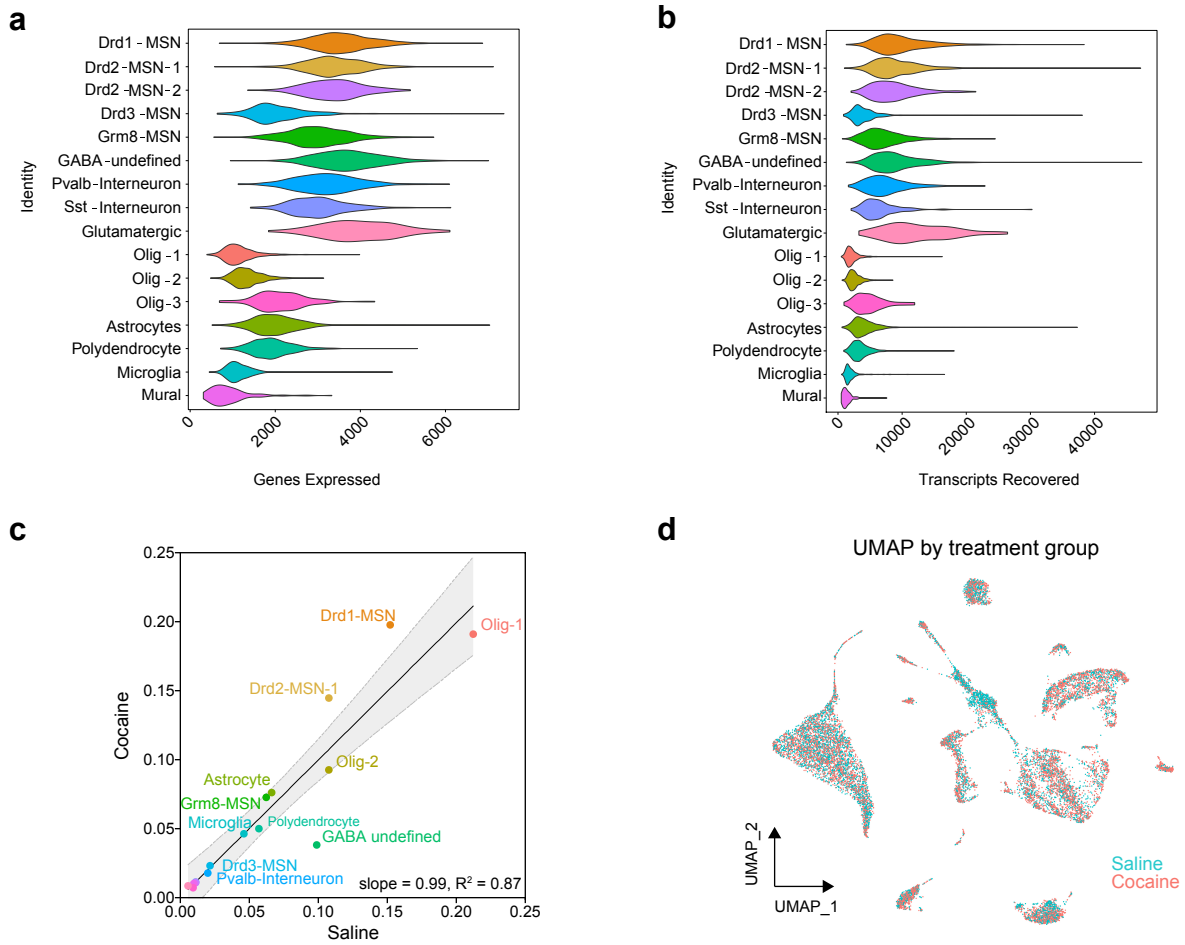 a
Drd1-MSN
Drd2-MSN-1
Drd2-MSN-2
Drd3-MSN
Grm8-MSN
GABA-undefined
Pvalb-Interneuron
Sst-Interneuron
Glutamatergic
Olig-1
Olig-2
Olig-3
Astrocytes
Polydendrocyte
Microglia
Mural
Identity
0
2000
4000
6000
Genes Expressed
b
Drd1-MSN
Drd2-MSN-1
Drd2-MSN-2
Drd3-MSN
Grm8-MSN
GABA-undefined
Pvalb-Interneuron
Sst-Interneuron
Glutamatergic
Olig-1
Olig-2
Olig-3
Astrocytes
Polydendrocyte
Microglia
Mural
Identity
0
10000
20000
30000
40000
Transcripts Recovered
c
0.25
0.20
0.15
0.10
0.05
0.00
Cocaine
Drd1-MSN
Olig-1
Drd2-MSN-1
Olig-2
Astrocyte
Grm8-MSN
Microglia
Polydendrocyte
GABA undefined
Drd3-MSN
Pvalb-Interneuron
slope = 0.99, R² = 0.87
0.00
0.05
0.10
0.15
0.20
0.25
Saline
d
UMAP by treatment group
UMAP_2
UMAP_1
Saline
Cocaine